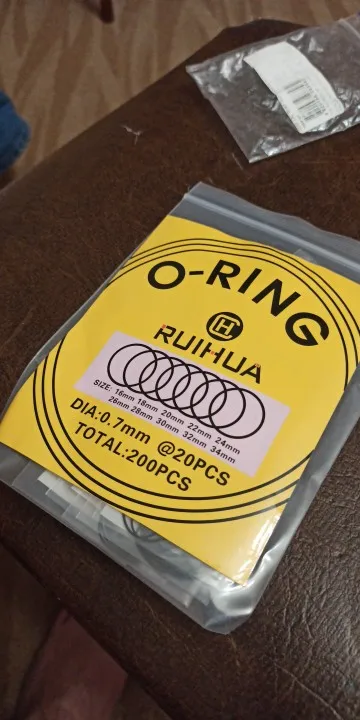 O-RING
H
RUIHUA
SIZE: 16mm 18mm 20mm 22mm 24mm
26mm 28mm 30mm 32mm 34mm
DIA:0.7mm @20PCS
TOTAL:200PCS